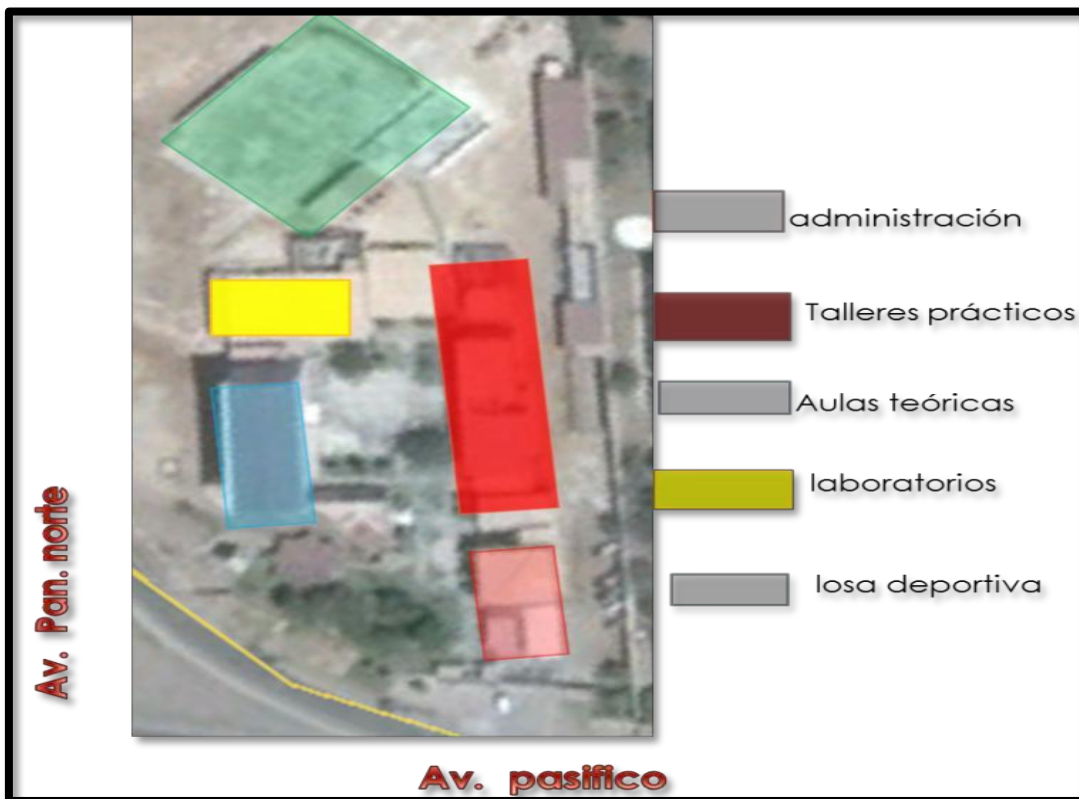 administración
Talleres prácticos
Aulas teóricas
laboratorios
losa deportiva
Av. Pan. norte
Av. pasifico